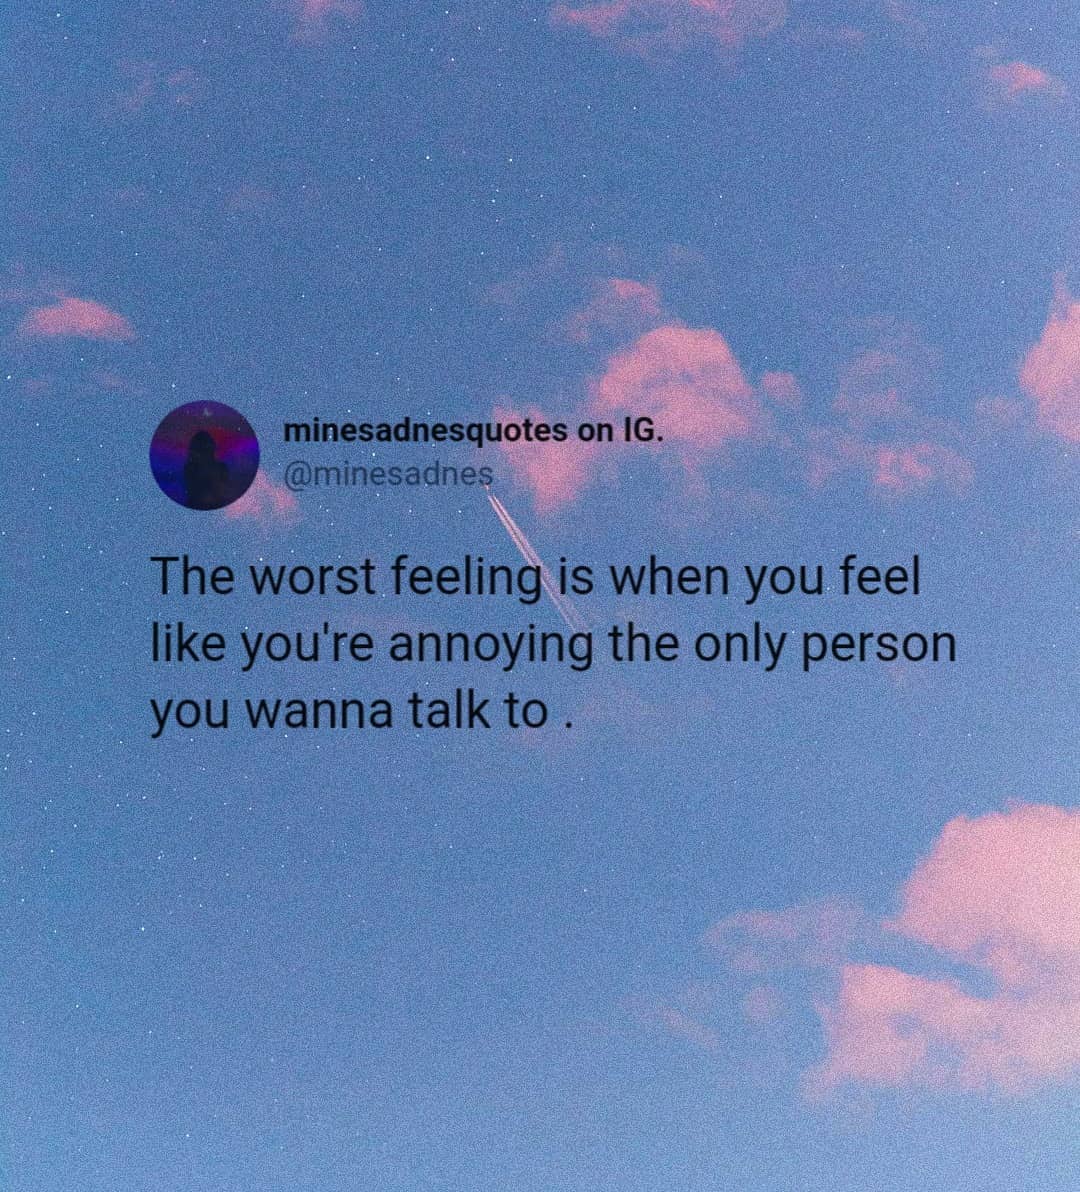 minesadnesquotes on IG.
@minesadnes
The worst feeling is when you feel
like you're annoying the only person
you wanna talk to .